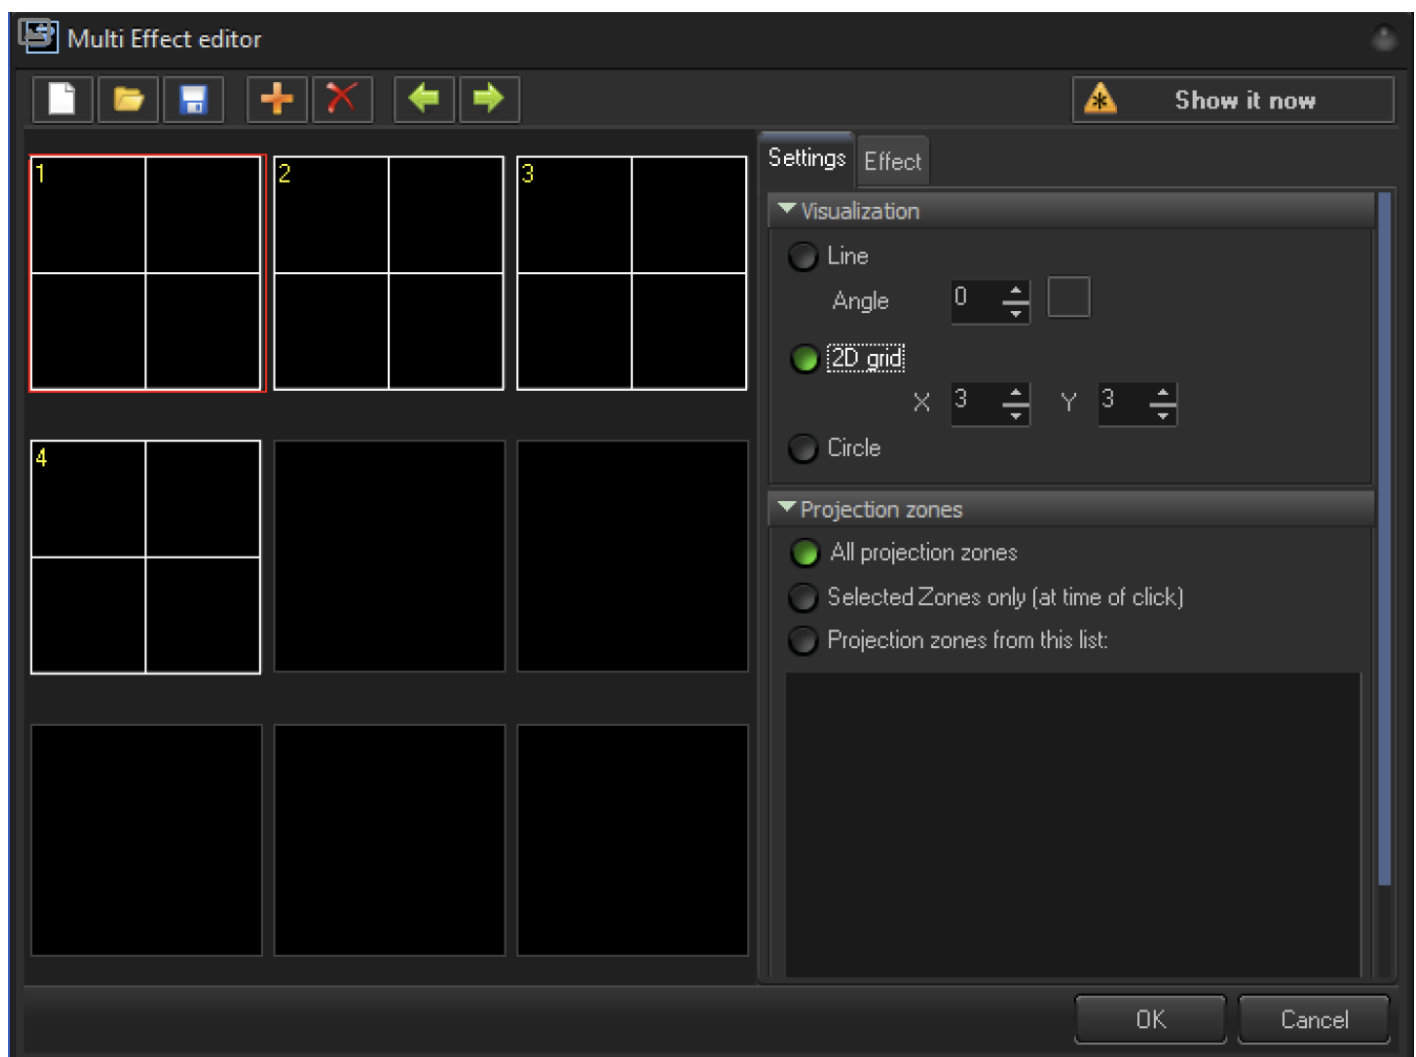 Multi Effect editor
Show it now
1 2 3
Settings Effect
Visualization
Line
Angle 0
2D grid
X 3 Y 3
Circle
4
Projection zones
All projection zones
Selected Zones only (at time of click)
Projection zones from this list:
OK Cancel